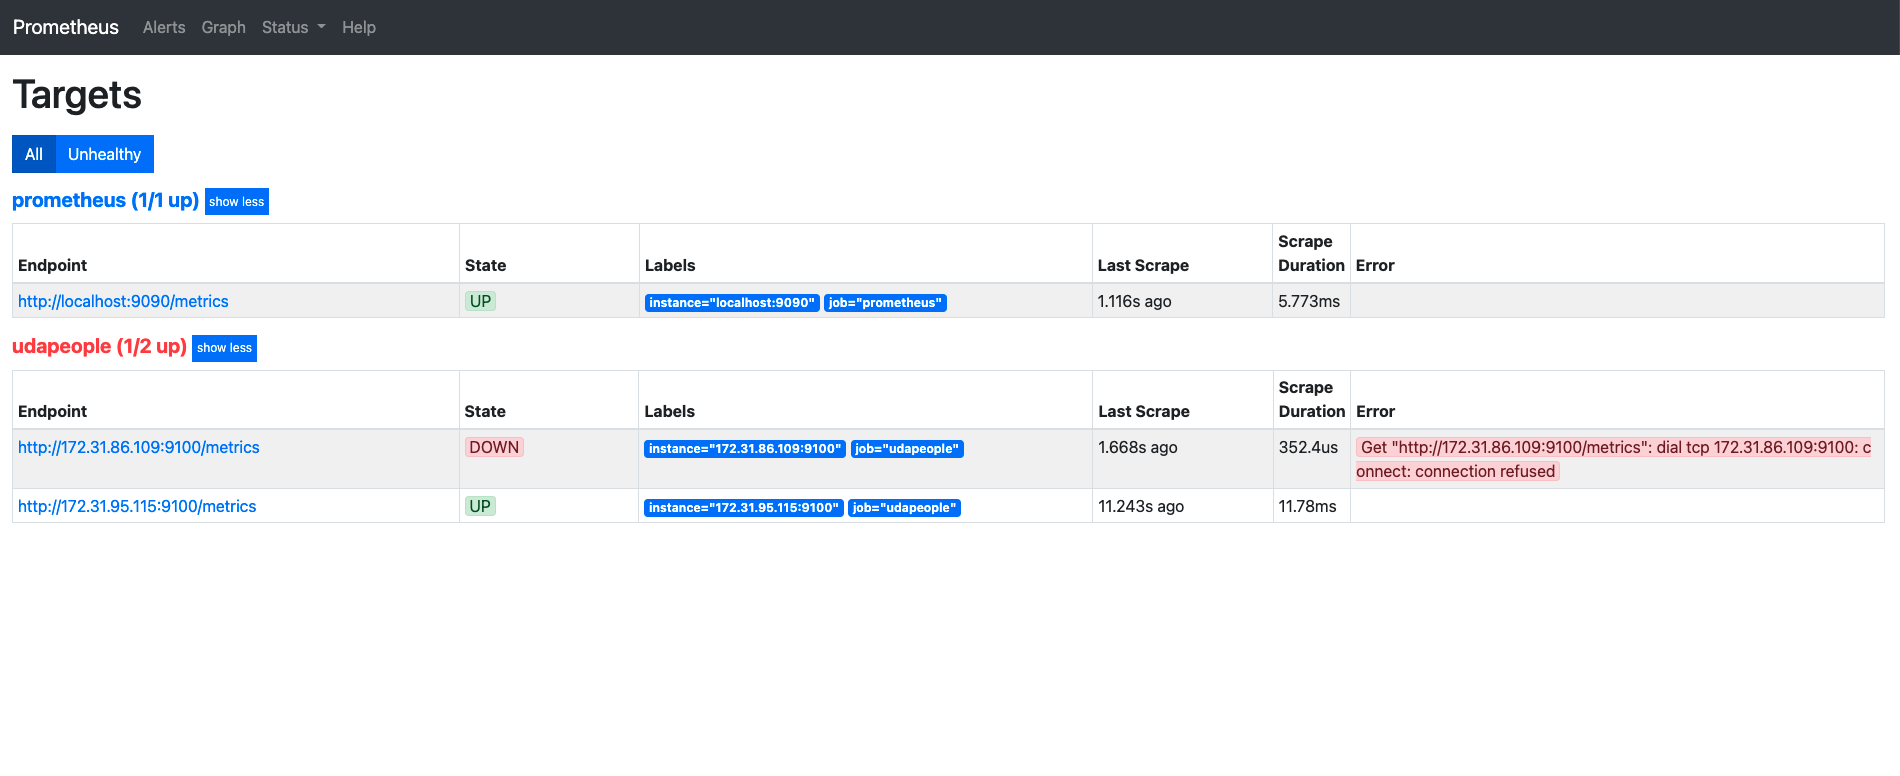 Prometheus Alerts Graph Status Help
Targets
All Unhealthy
prometheus (1/1 up) show less
Endpoint State Labels Last Scrape Scrape Duration Error
http://localhost:9090/metrics UP instance="localhost:9090" job="prometheus" 1.116s ago 5.773ms
udapeople (1/2 up) show less
Endpoint State Labels Last Scrape Scrape Duration Error
http://172.31.86.109:9100/metrics DOWN instance="172.31.86.109:9100" job="udapeople" 1.668s ago 352.4us Get "http://172.31.86.109:9100/metrics": dial tcp 172.31.86.109:9100: c
onnect: connection refused
http://172.31.95.115:9100/metrics UP instance="172.31.95.115:9100" job="udapeople" 11.243s ago 11.78ms